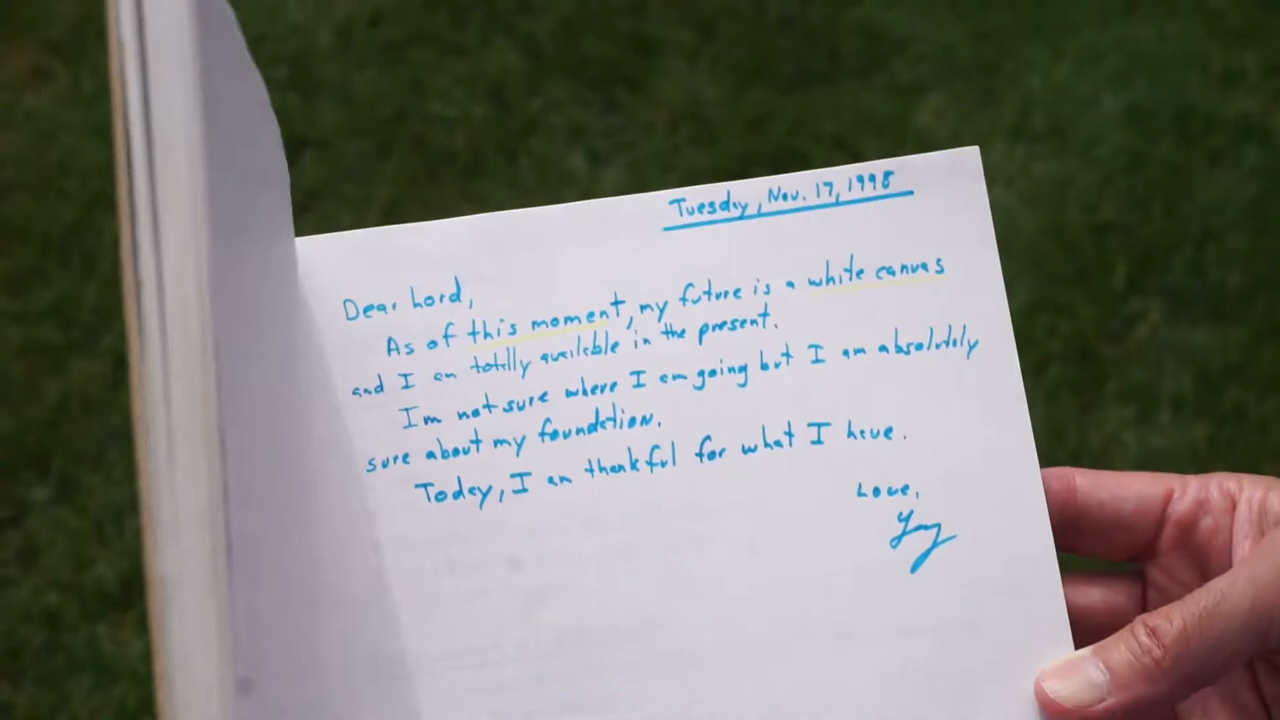 Tuesday, Nov. 17, 1998
Dear Lord,
As of this moment, my future is a white canvas
and I am totally available in the present.
I'm not sure where I am going but I am absolutely
sure about my foundation.
Today, I am thankful for what I have.
Love,